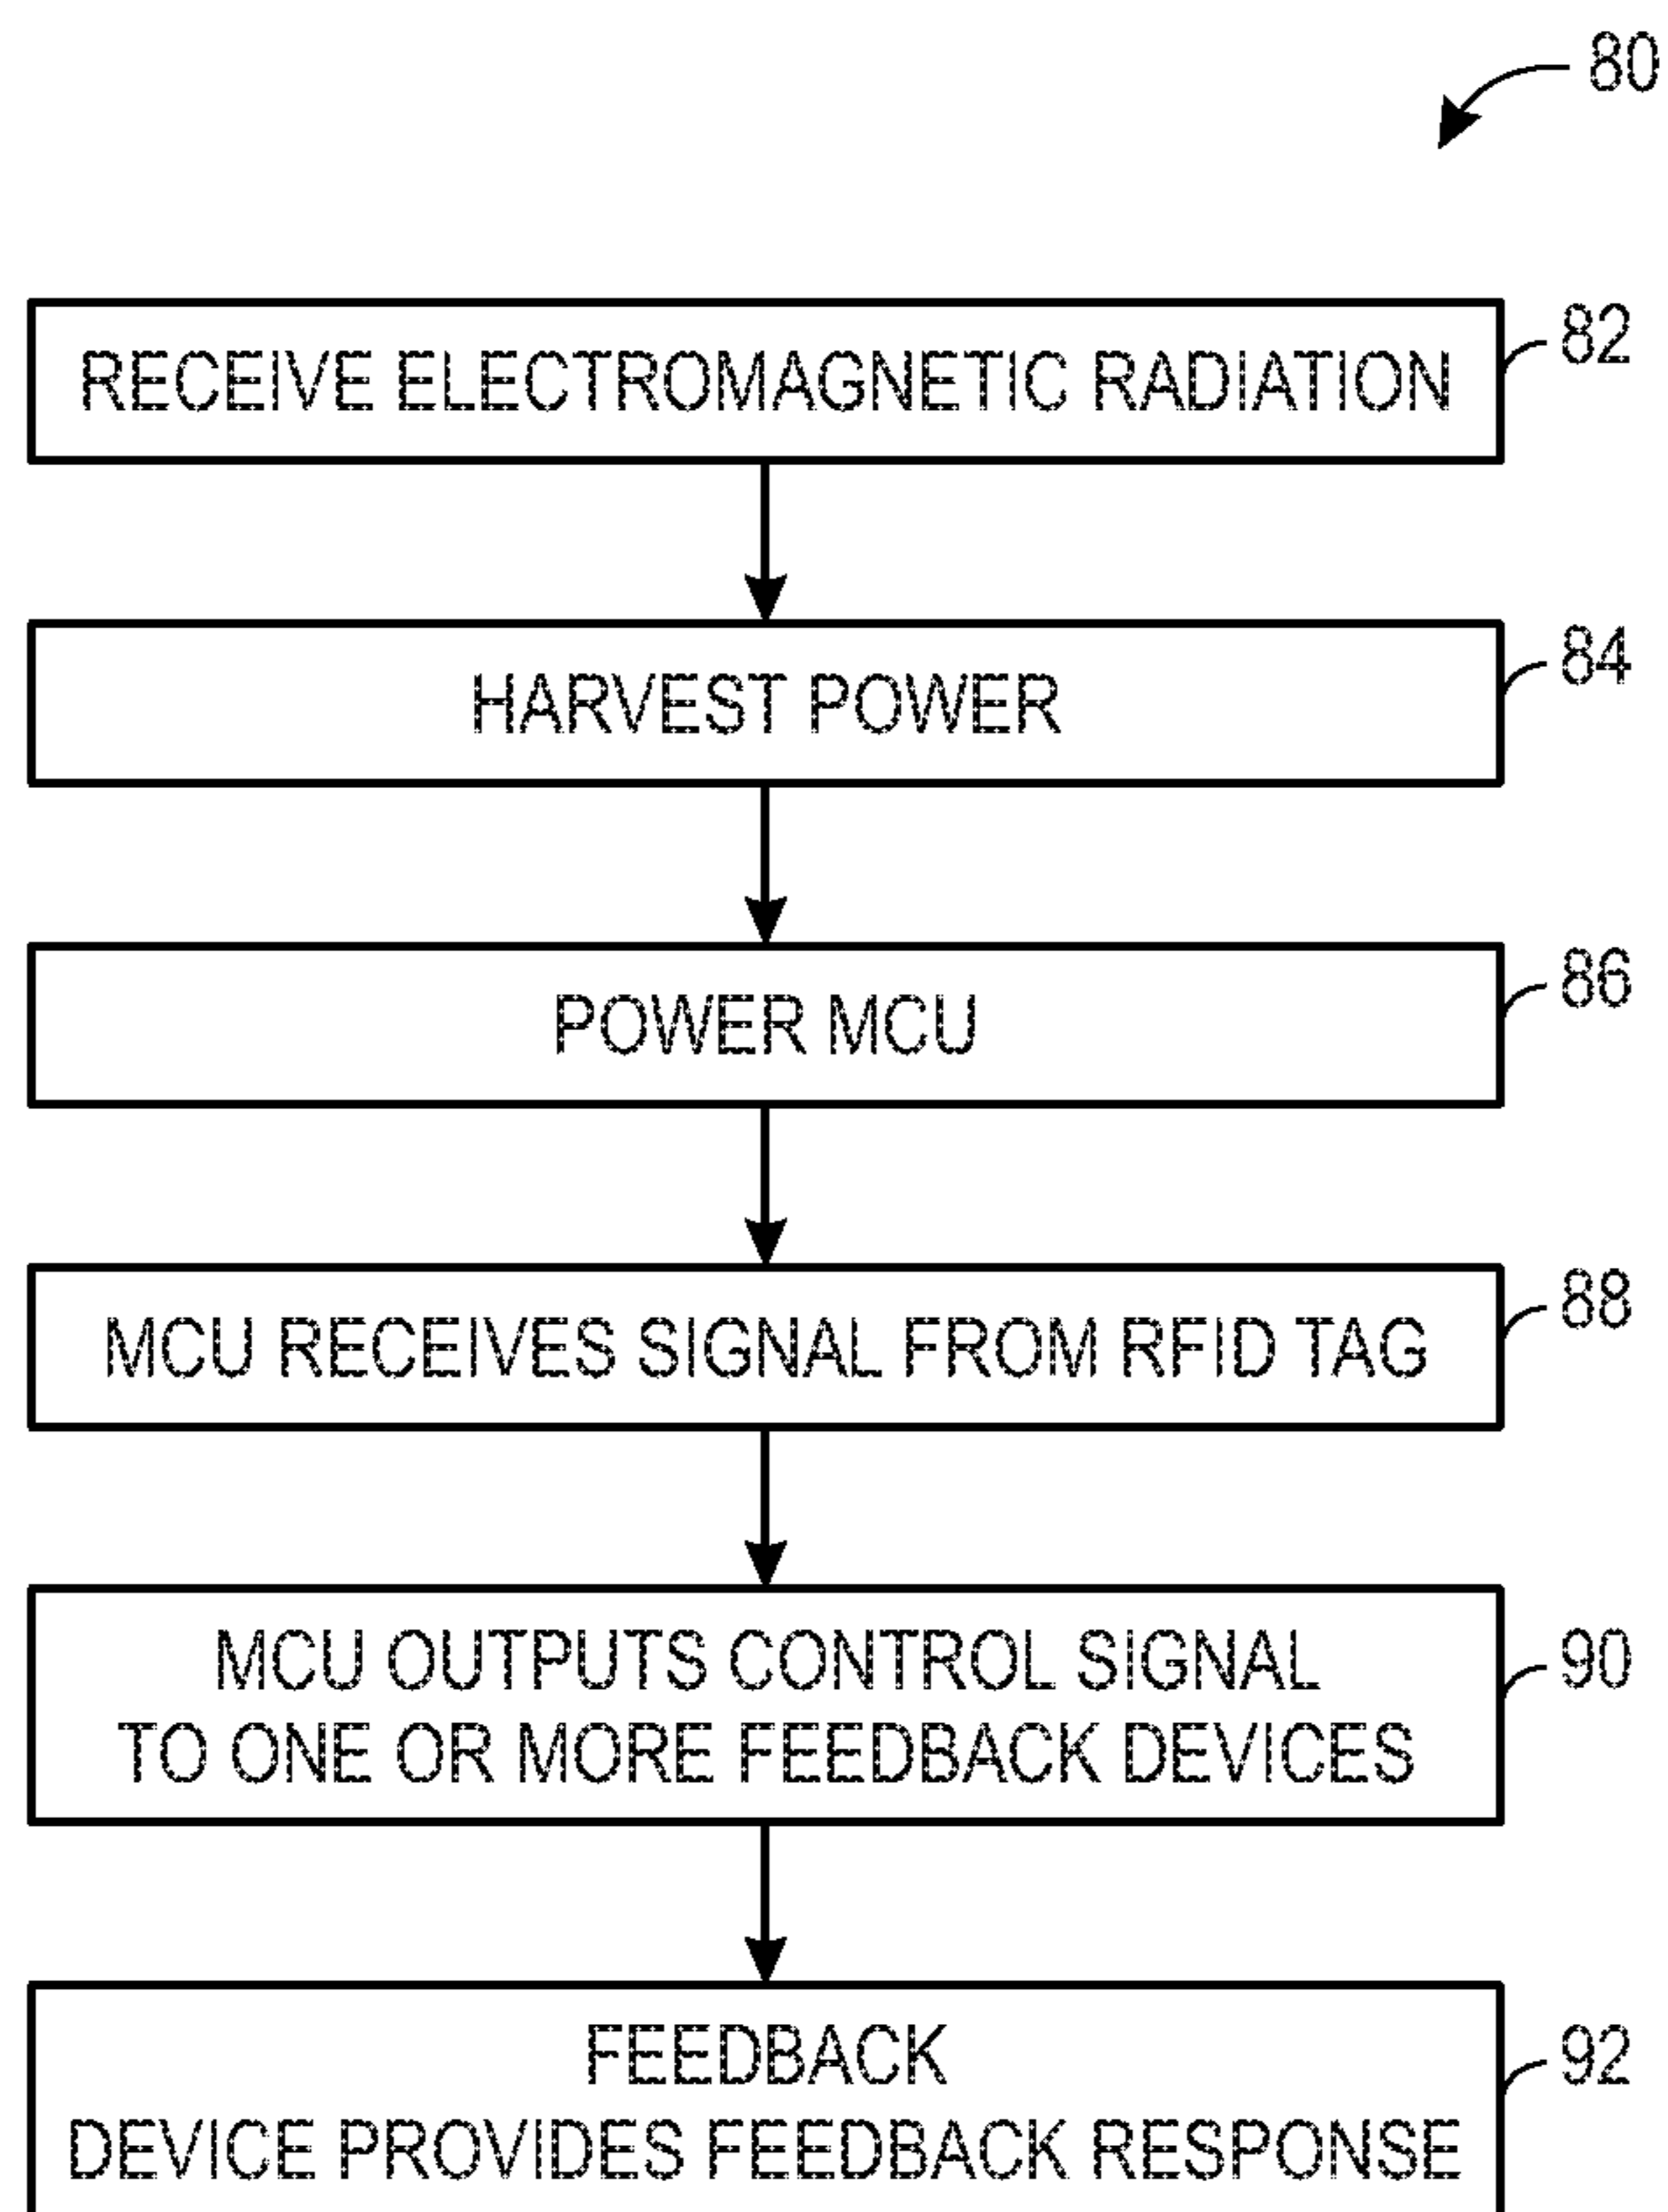 80
RECEIVE ELECTROMAGNETIC RADIATION
82
HARVEST POWER
84
POWER MCU
86
MCU RECEIVES SIGNAL FROM RFID TAG
88
MCU OUTPUTS CONTROL SIGNAL
TO ONE OR MORE FEEDBACK DEVICES
90
FEEDBACK
DEVICE PROVIDES FEEDBACK RESPONSE
92